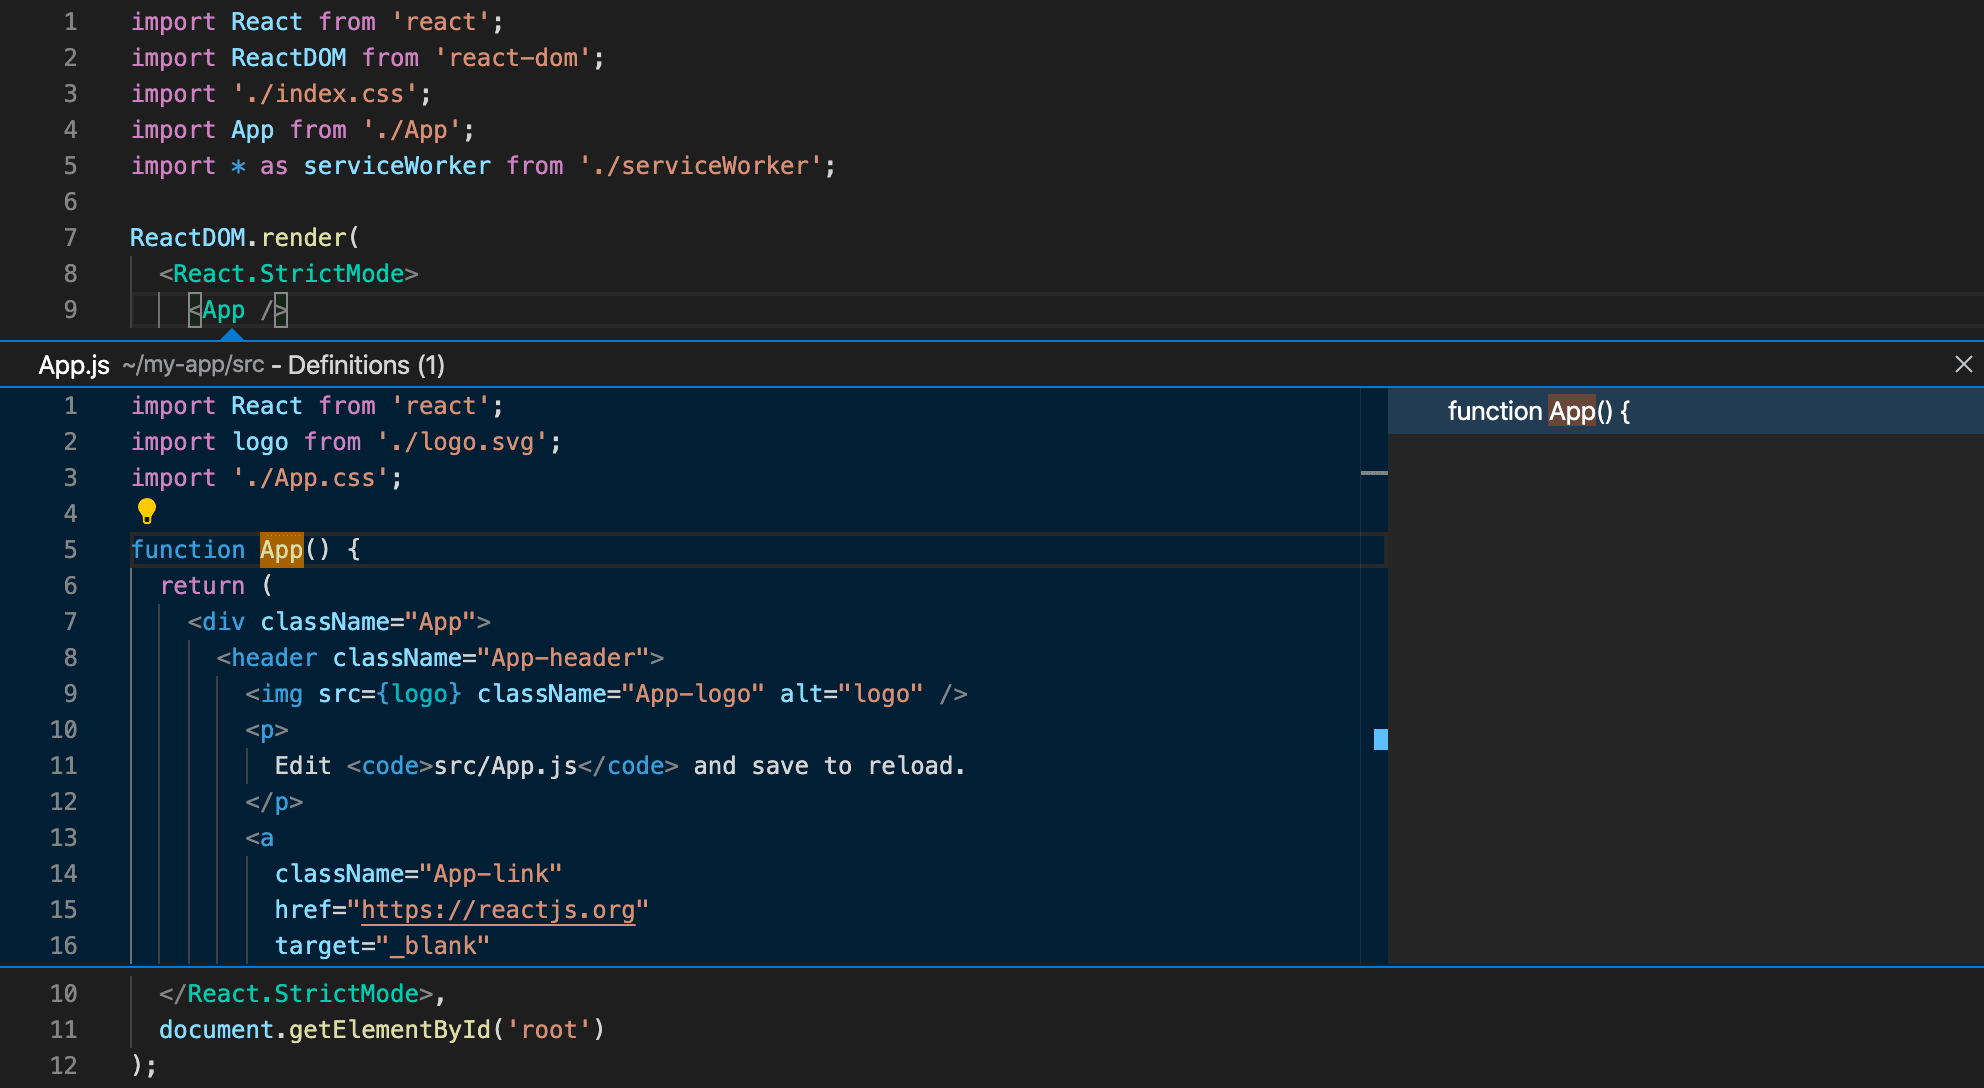 1 import React from 'react';
2 import ReactDOM from 'react-dom';
3 import './index.css';
4 import App from './App';
5 import * as serviceWorker from './serviceWorker';
6
7 ReactDOM.render(
8 <React.StrictMode>
9 <App />
App.js ~/my-app/src - Definitions (1)
1 import React from 'react';
2 import logo from './logo.svg';
3 import './App.css';
4
5 function App() {
6 return (
7 <div className="App">
8 <header className="App-header">
9 <img src={logo} className="App-logo" alt="logo" />
10 <p>
11 Edit <code>src/App.js</code> and save to reload.
12 </p>
13 <a
14 className="App-link"
15 href="https://reactjs.org"
16 target="_blank"
function App() {
10 </React.StrictMode>,
11 document.getElementById('root')
12 );